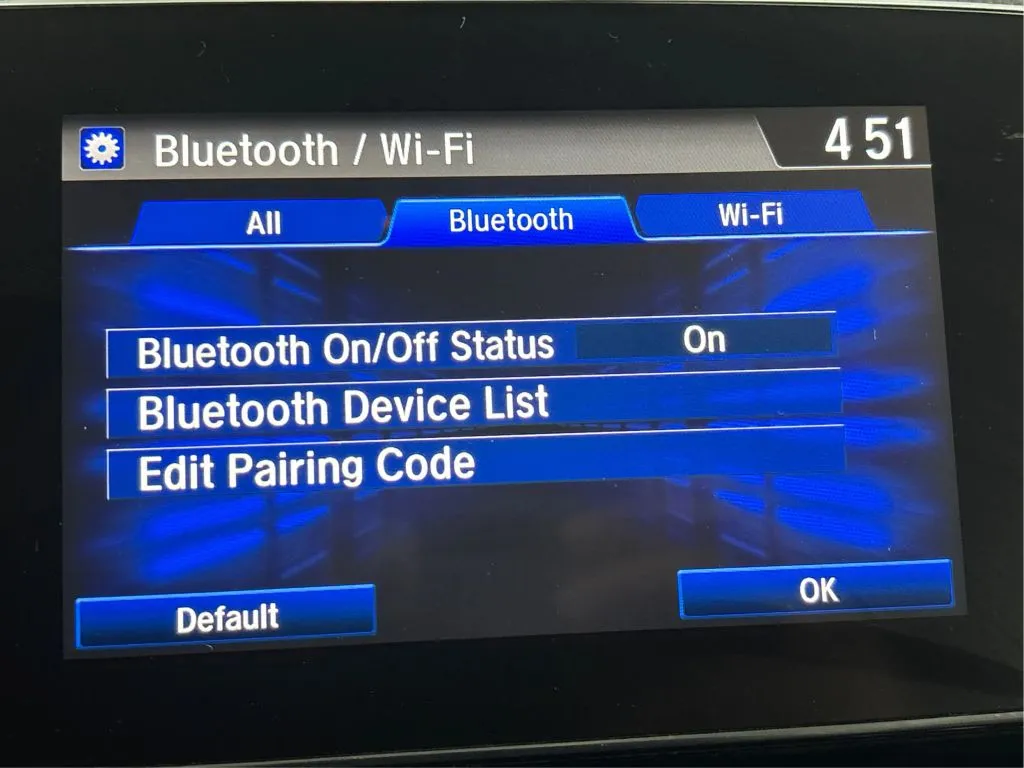 Bluetooth / Wi-Fi
4 51
All
Bluetooth
Wi-Fi
Bluetooth On/Off Status On
Bluetooth Device List
Edit Pairing Code
Default
OK